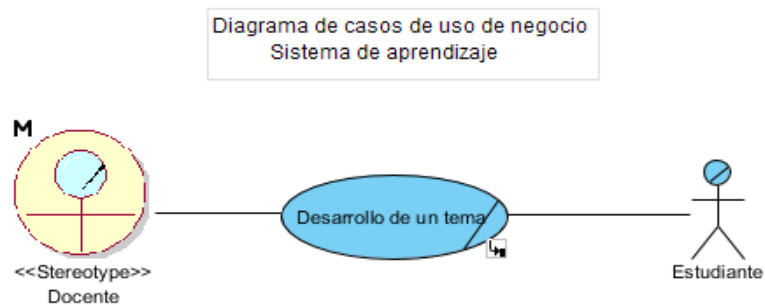 Diagrama de casos de uso de negocio
Sistema de aprendizaje
M
Desarrollo de un tema
<<Stereotype>>
Docente
Estudiante